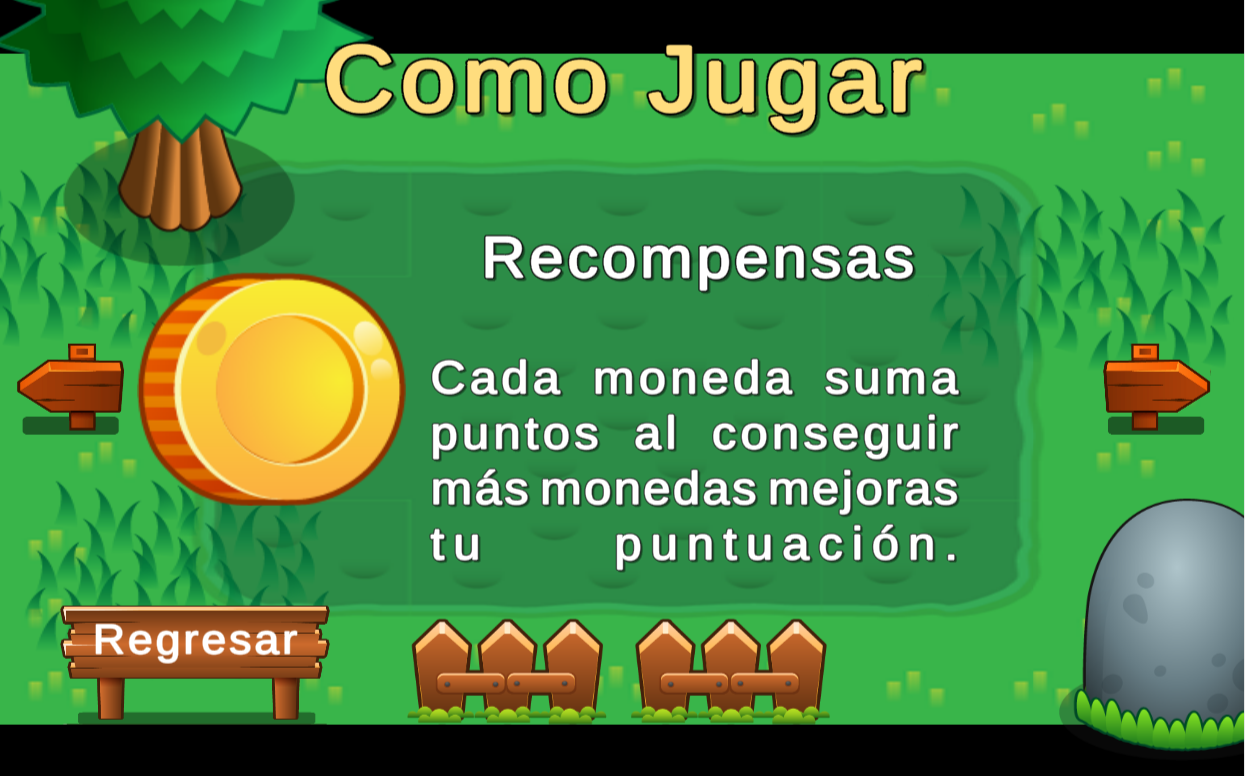 Como Jugar
Recompensas
Cada moneda suma
puntos al conseguir
más monedas mejoras
tu puntuación.
Regresar